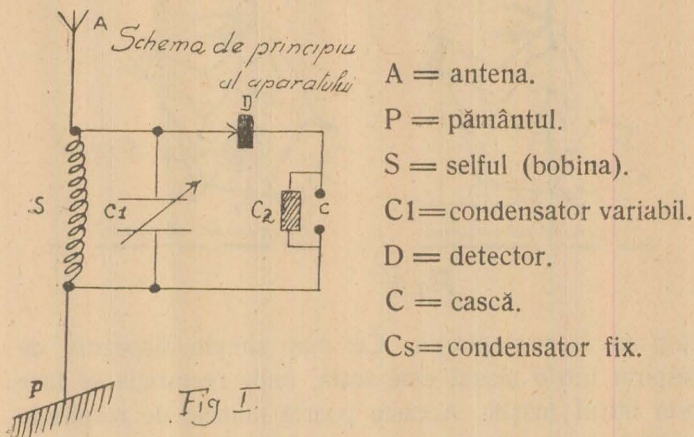 A
Schema de principiu
al aparatului
D
S
C1
C2
c
P
Fig I
A = antena.
P = pământul.
S = selful (bobina).
C1=condensator variabil.
D = detector.
C = cască.
Cs=condensator fix.